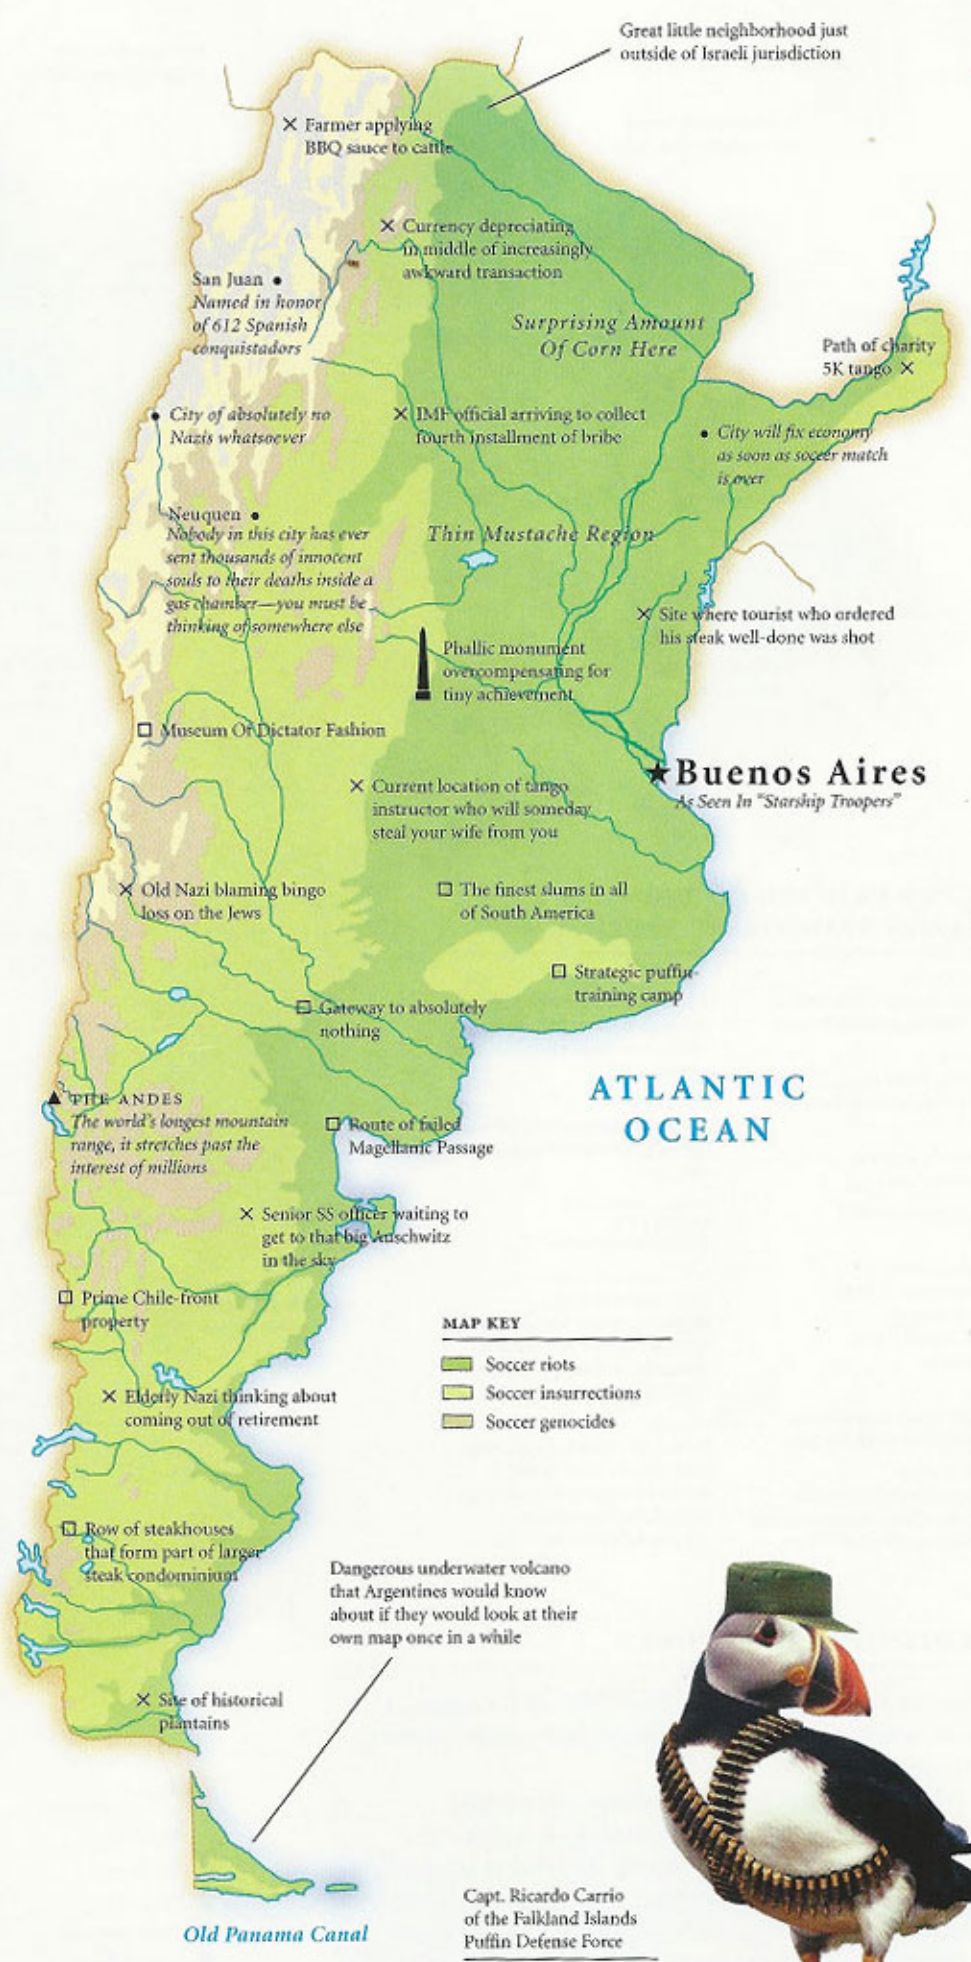 Great little neighborhood just
outside of Israeli jurisdiction
× Farmer applying
BBQ sauce to cattle
× Currency depreciating
in middle of increasingly
awkward transaction
San Juan •
Named in honor
of 612 Spanish
conquistadors
Surprising Amount
Of Corn Here
Path of charity
5K tango ×
• City of absolutely no
Nazis whatsoever
× IMF official arriving to collect
fourth installment of bribe
• City will fix economy
as soon as soccer match
is over
Neuquen •
Nobody in this city has ever
sent thousands of innocent
souls to their deaths inside a
gas chamber—you must be
thinking of somewhere else
Thin Mustache Region
× Site where tourist who ordered
his steak well-done was shot
Phallic monument
overcompensating for
tiny achievement
Museum Of Dictator Fashion
× Current location of tango
instructor who will someday
steal your wife from you
★Buenos Aires
As Seen In "Starship Troopers"
× Old Nazi blaming bingo
loss on the Jews
The finest slums in all
of South America
Strategic puffin-
training camp
Gateway to absolutely
nothing
ATLANTIC
OCEAN
▲ THE ANDES
The world's longest mountain
range, it stretches past the
interest of millions
Route of failed
Magellanic Passage
× Senior SS officer waiting to
get to that big Auschwitz
in the sky
Prime Chile-front
property
MAP KEY
Soccer riots
Soccer insurrections
Soccer genocides
× Elderly Nazi thinking about
coming out of retirement
Row of steakhouses
that form part of larger
steak condominium
Dangerous underwater volcano
that Argentines would know
about if they would look at their
own map once in a while
× Site of historical
plantains
Old Panama Canal
Capt. Ricardo Carrio
of the Falkland Islands
Puffin Defense Force